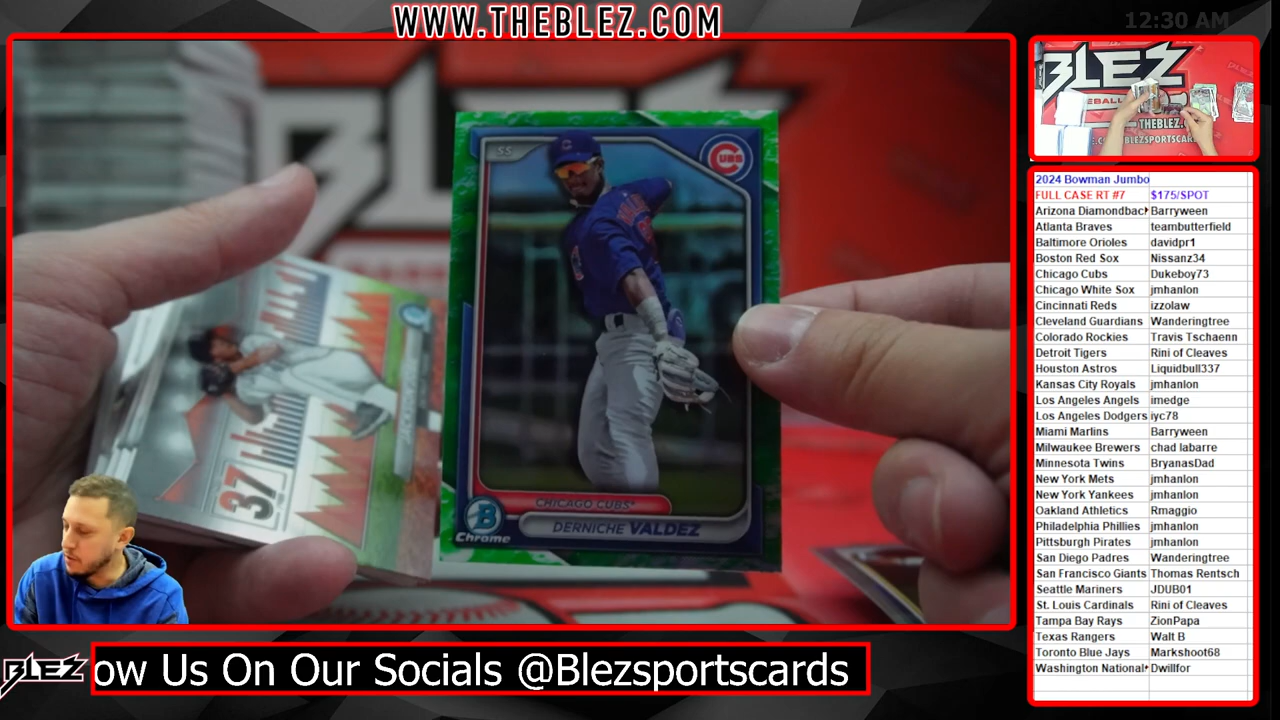 WWW.THEBLEZ.COM
12:30 AM
BLEZ
SS
CUBS
CHICAGO CUBS
B
Chrome
DERNICHE VALDEZ
37
BLEZ
THEBLEZ.
2024 Bowman Jumbo
FULL CASE RT #7 $175/SPOT
Arizona Diamondbac Barryween
Atlanta Braves teambutterfield
Baltimore Orioles davidpr1
Boston Red Sox Nissanz34
Chicago Cubs Dukeboy73
Chicago White Sox jmhanlon
Cincinnati Reds izzolaw
Cleveland Guardians Wanderingtree
Colorado Rockies Travis Tschaenn
Detroit Tigers Rini of Cleaves
Houston Astros Liquidbull337
Kansas City Royals jmhanlon
Los Angeles Angels imedge
Los Angeles Dodgers iyc78
Miami Marlins Barryween
Milwaukee Brewers chad labarre
Minnesota Twins BryanasDad
New York Mets jmhanlon
New York Yankees jmhanlon
Oakland Athletics Rmaggio
Philadelphia Phillies jmhanlon
Pittsburgh Pirates jmhanlon
San Diego Padres Wanderingtree
San Francisco Giants Thomas Rentsch
Seattle Mariners JDUB01
St. Louis Cardinals Rini of Cleaves
Tampa Bay Rays ZionPapa
Texas Rangers Walt B
Toronto Blue Jays Markshoot68
Washington National Dwillfor
BLEZ
ow Us On Our Socials @Blezsportscards